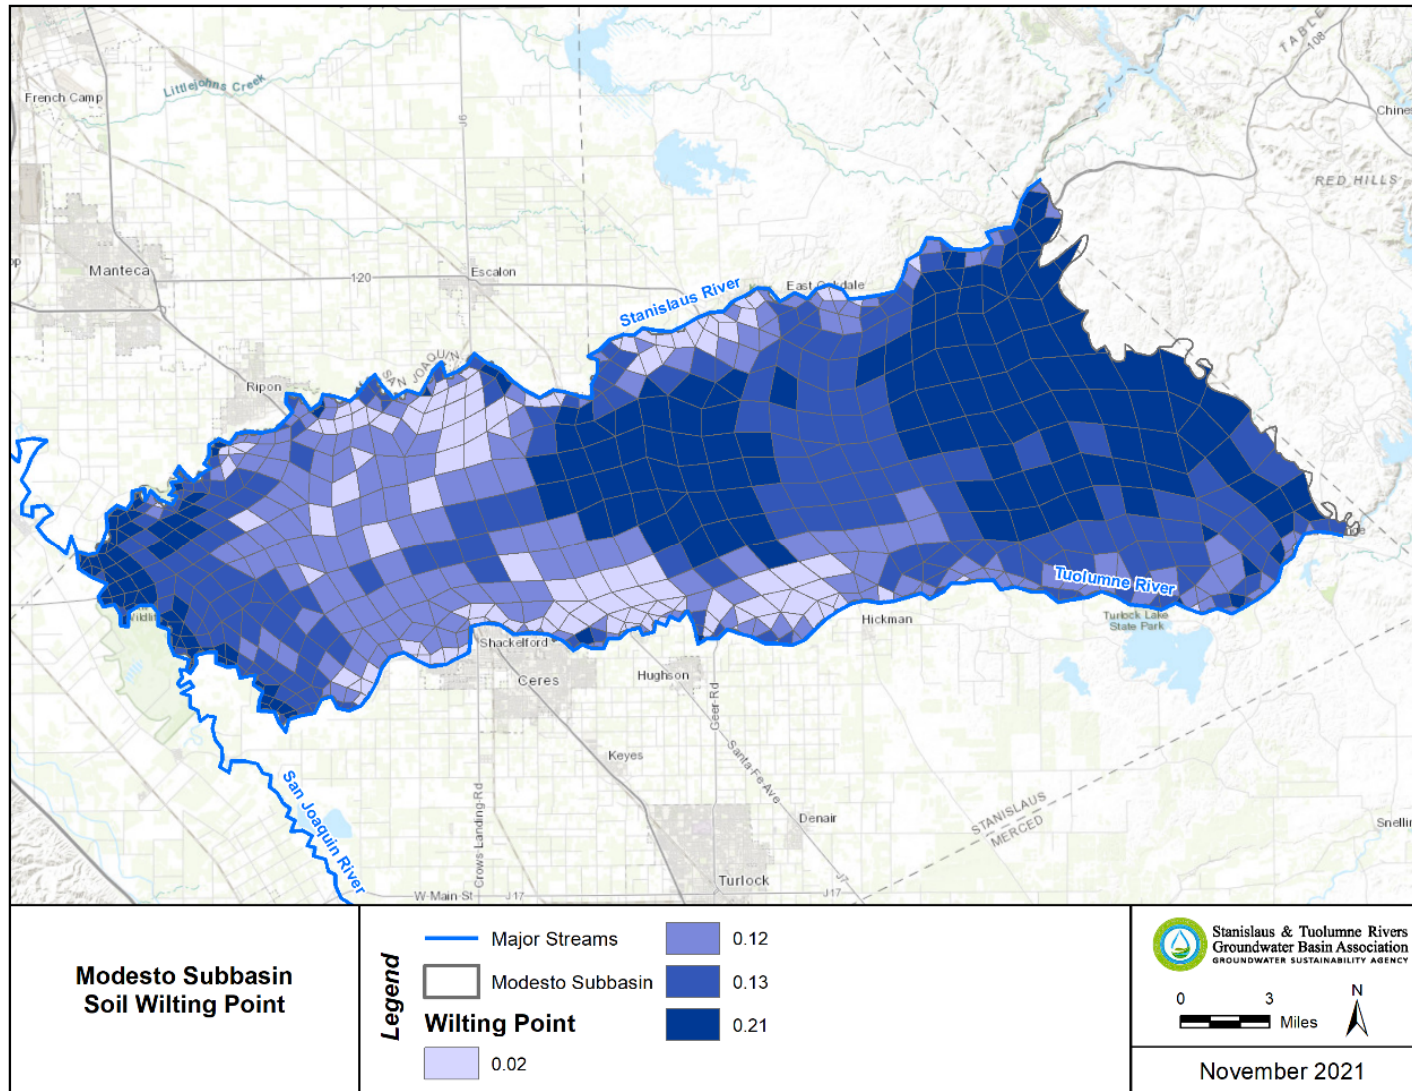 TABLE
108
Littlejohns Creek
French Camp
J6
Chine
RED HILLS
Manteca
120
Escalon
East Oakdale
Stanislaus River
SAN JOAQUIN
Ripon
Tuolumne River
Turlock Lake
State Park
Hickman
Shackelford
Ceres
Hughson
Geer-Rd
Keyes
Santa-Fe Ave
San Joaquin River
Crows-Landing-Rd
Denair
STANISLAUS
MERCED
Snellin
Turlock
W-Main-St
J17
J17
J7
Modesto Subbasin
Soil Wilting Point
Legend
Major Streams
Modesto Subbasin
Wilting Point
0.02
0.12
0.13
0.21
Stanislaus & Tuolumne Rivers
Groundwater Basin Association
GROUNDWATER SUSTAINABILITY AGENCY
0 3
Miles
N
November 2021